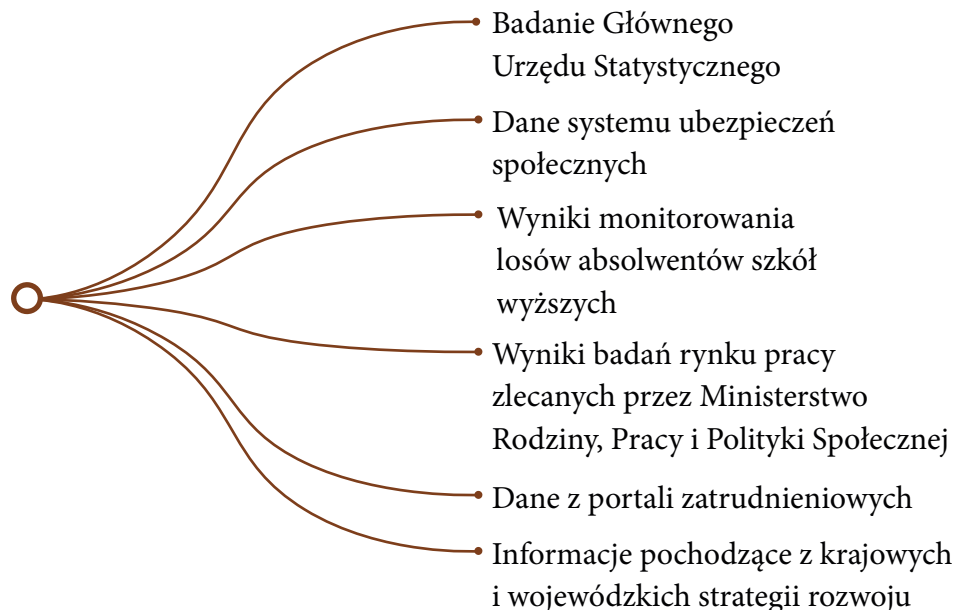 Badanie Głównego
Urzędu Statystycznego
Dane systemu ubezpieczeń
społecznych
Wyniki monitorowania
losów absolwentów szkół
wyższych
Wyniki badań rynku pracy
zlecanych przez Ministerstwo
Rodziny, Pracy i Polityki Społecznej
Dane z portali zatrudnieniowych
Informacje pochodzące z krajowych
i wojewódzkich strategii rozwoju